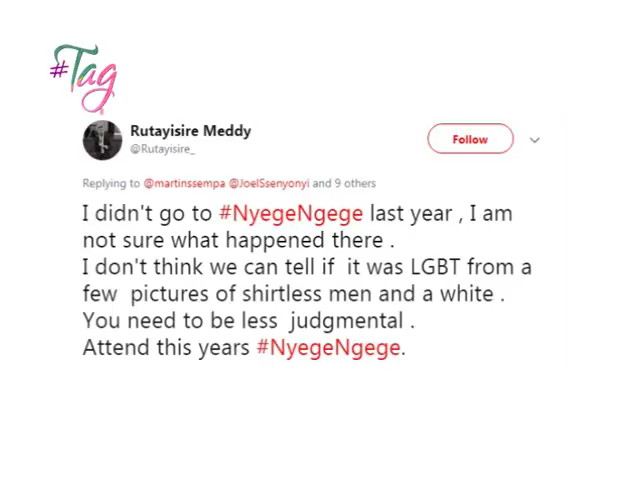 #Tag
Rutayisire Meddy
@Rutayisire_
Follow
Replying to @martinssempa @JoelSsenyonyi and 9 others
I didn't go to #NyegeNgege last year , I am
not sure what happened there .
I don't think we can tell if it was LGBT from a
few pictures of shirtless men and a white .
You need to be less judgmental .
Attend this years #NyegeNgege.